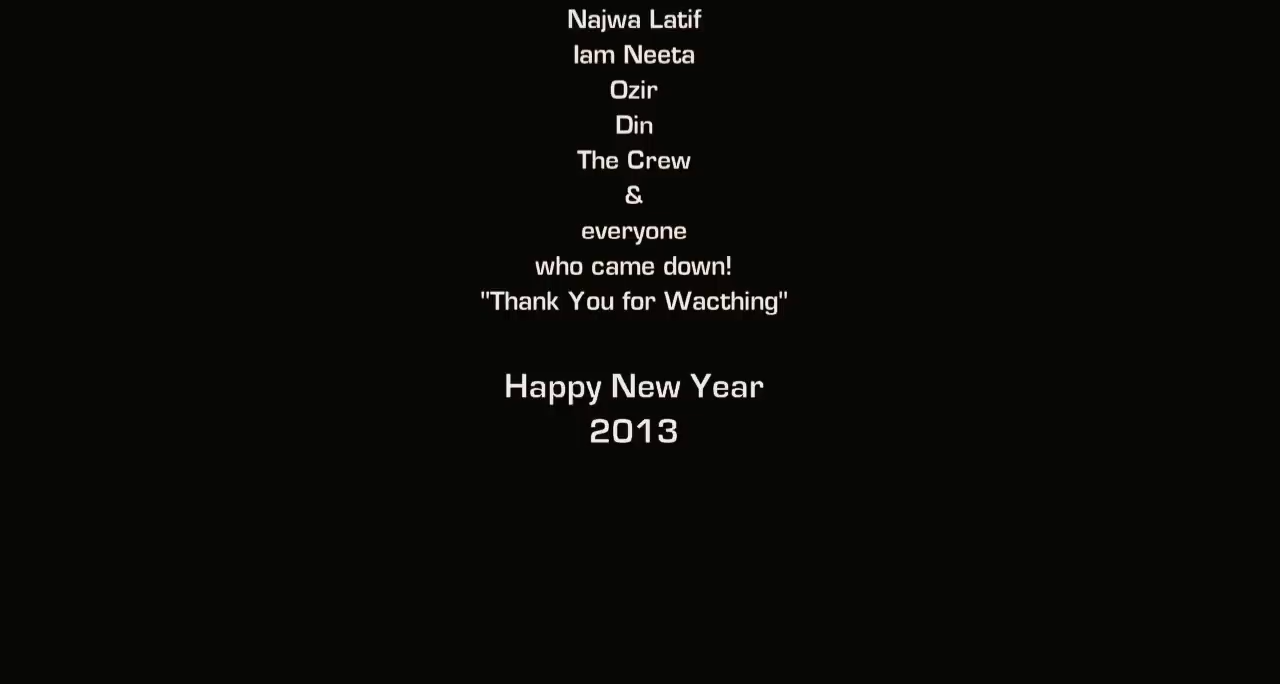 Najwa Latif
Iam Neeta
Ozir
Din
The Crew
&
everyone
who came down!
"Thank You for Wacthing"
Happy New Year
2013